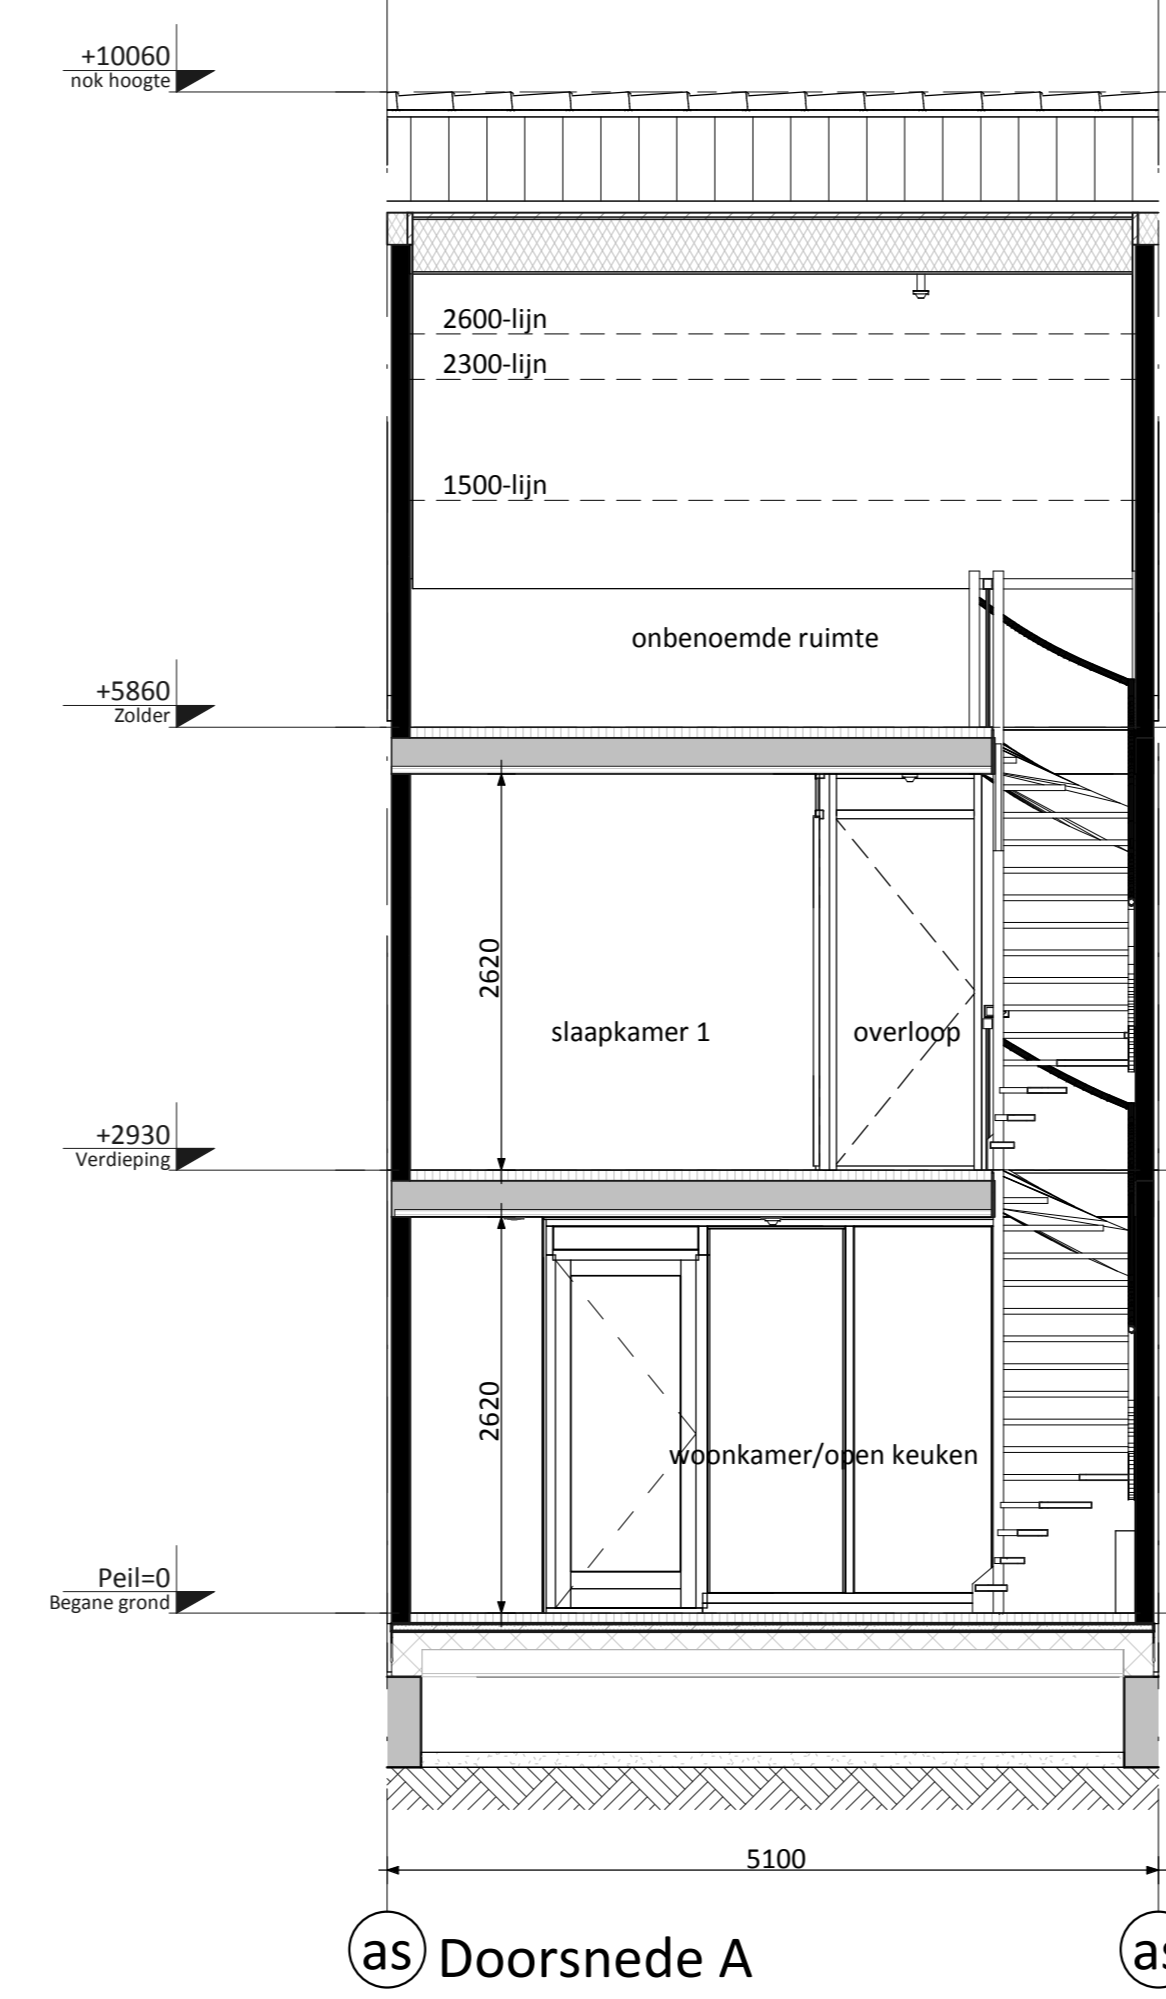 +10060
nok hoogte
2600-lijn
2300-lijn
1500-lijn
onbenoemde ruimte
+5860
Zolder
2620
slaapkamer 1
overloop
+2930
Verdieping
2620
woonkamer/open keuken
Peil=0
Begane grond
5100
as Doorsnede A
as